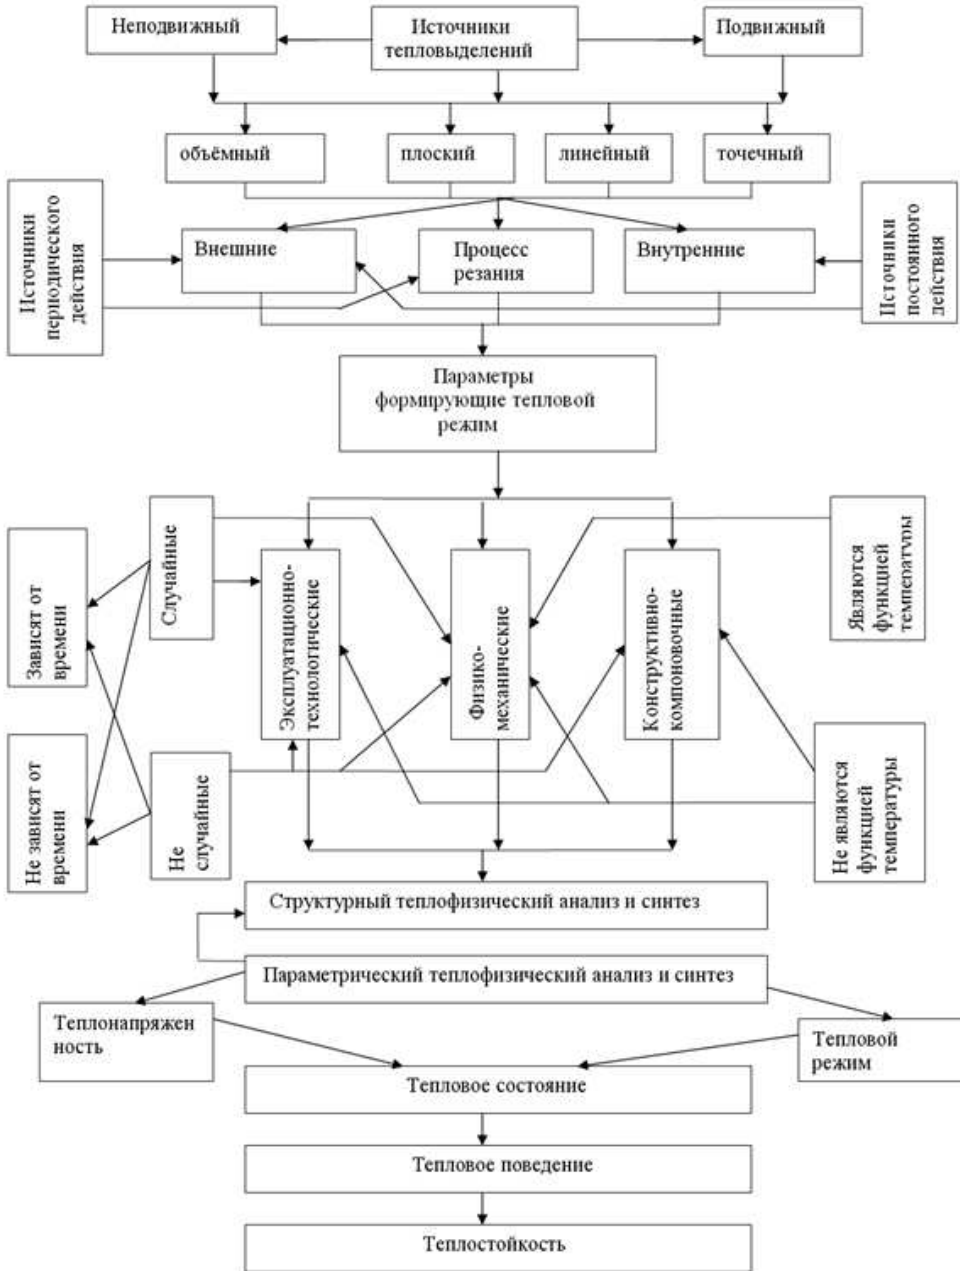 Неподвижный
Источники
тепловыделений
Подвижный
объёмный
плоский
линейный
точечный
Источники
периодического
действия
Внешние
Процесс
резания
Внутренние
Источники
постоянного
действия
Параметры
формирующие тепловой
режим
Зависят от
времени
Случайные
Эксплуатационно-
технологические
Физико-
механические
Конструктивно-
компоновочные
Являются
функцией
температуры
Не зависят от
времени
Не
случайные
Не являются
функцией
температуры
Структурный теплофизический анализ и синтез
Параметрический теплофизический анализ и синтез
Теплонапряжен
ность
Тепловой
режим
Тепловое состояние
Тепловое поведение
Теплостойкость